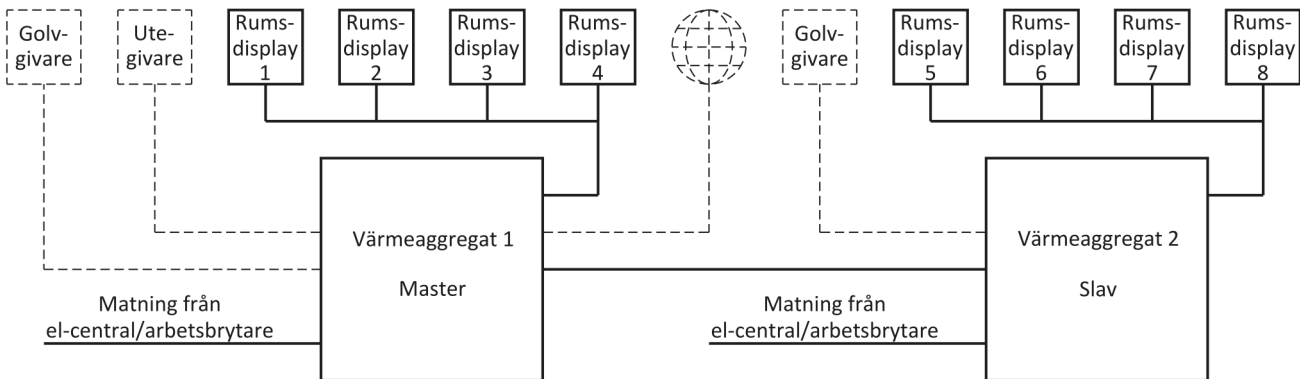 Golv-
givare
Ute-
givare
Rums-
display
1
Rums-
display
2
Rums-
display
3
Rums-
display
4
Golv-
givare
Rums-
display
5
Rums-
display
6
Rums-
display
7
Rums-
display
8
Värmeaggregat 1
Master
Matning från
el-central/arbetsbrytare
Värmeaggregat 2
Slav
Matning från
el-central/arbetsbrytare